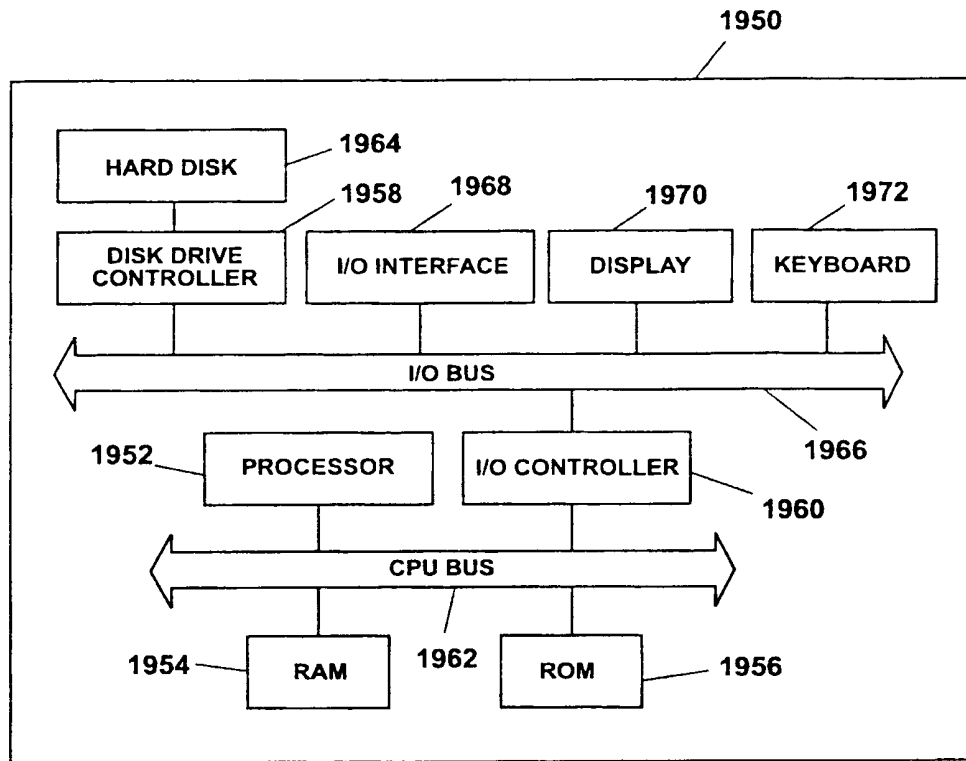 1950
HARD DISK
1964
1958
1968
1970
1972
DISK DRIVE
CONTROLLER
I/O INTERFACE
DISPLAY
KEYBOARD
I/O BUS
1966
1952
PROCESSOR
I/O CONTROLLER
1960
CPU BUS
1954
RAM
1962
ROM
1956